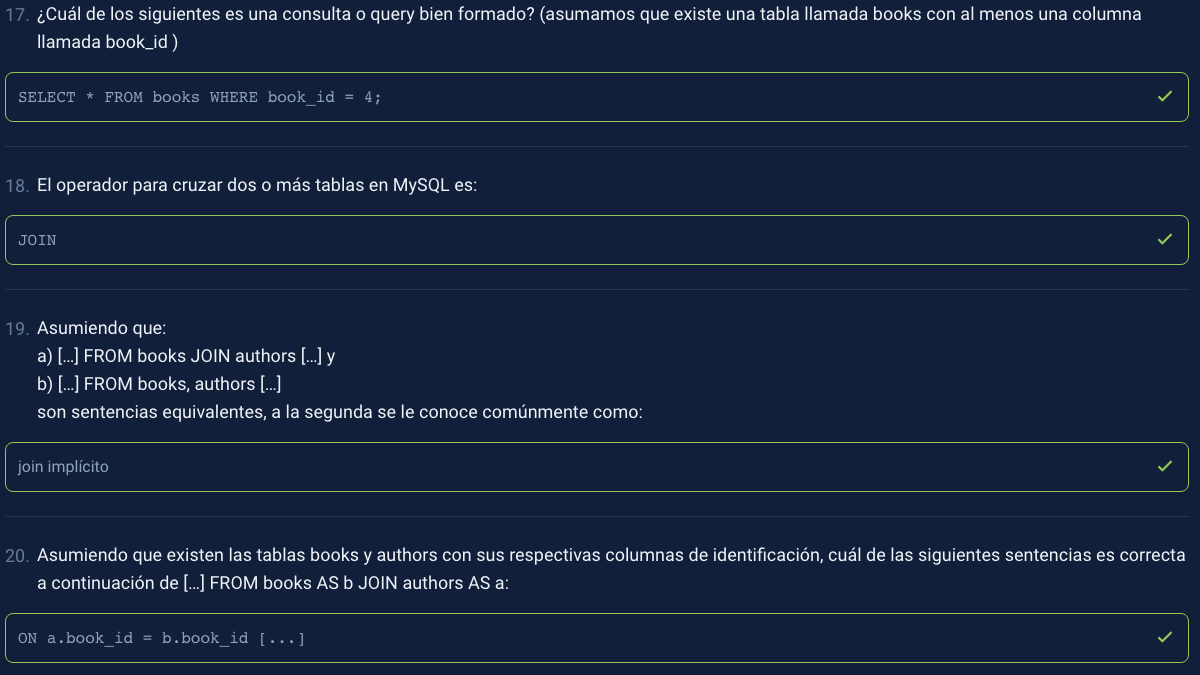 17. ¿Cuál de los siguientes es una consulta o query bien formado? (asumamos que existe una tabla llamada books con al menos una columna
llamada book_id )
SELECT * FROM books WHERE book_id = 4;
18. El operador para cruzar dos o más tablas en MySQL es:
JOIN
19. Asumiendo que:
a) […] FROM books JOIN authors […] y
b) […] FROM books, authors […]
son sentencias equivalentes, a la segunda se le conoce comúnmente como:
join implícito
20. Asumiendo que existen las tablas books y authors con sus respectivas columnas de identificación, cuál de las siguientes sentencias es correcta
a continuación de […] FROM books AS b JOIN authors AS a:
ON a.book_id = b.book_id [...]